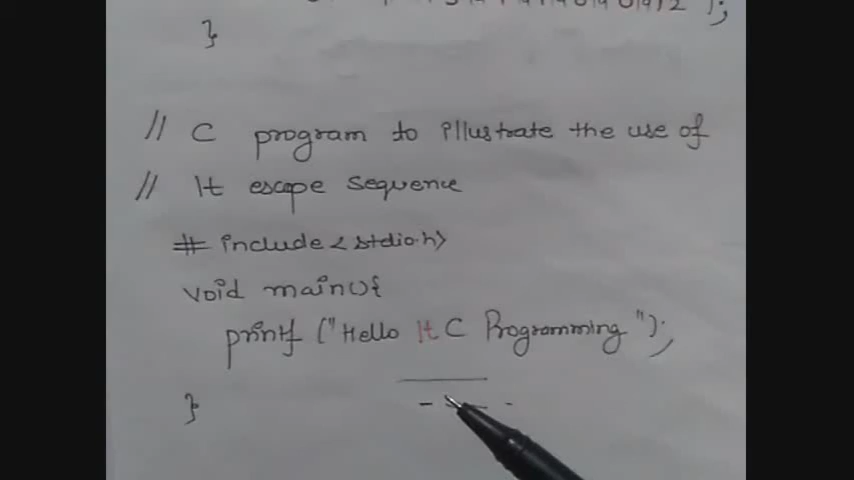 }
// C program to illustrate the use of
// \t escape sequence
# include <stdio.h>
void main(){
printf ("Hello \t C Programming");
}